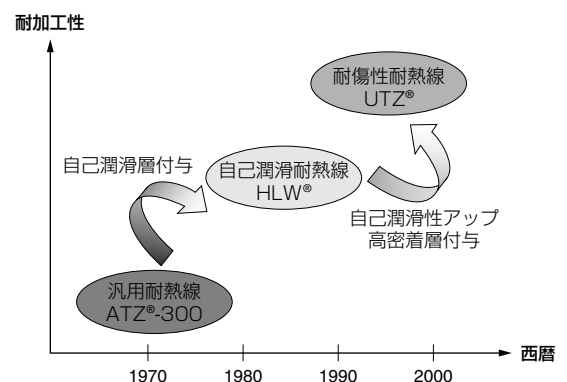 耐加工性
耐傷性耐熱線
UTZ®
自己潤滑層付与
自己潤滑耐熱線
HLW®
自己潤滑性アップ
高密着層付与
汎用耐熱線
ATZ®-300
西暦
1970 1980 1990 2000